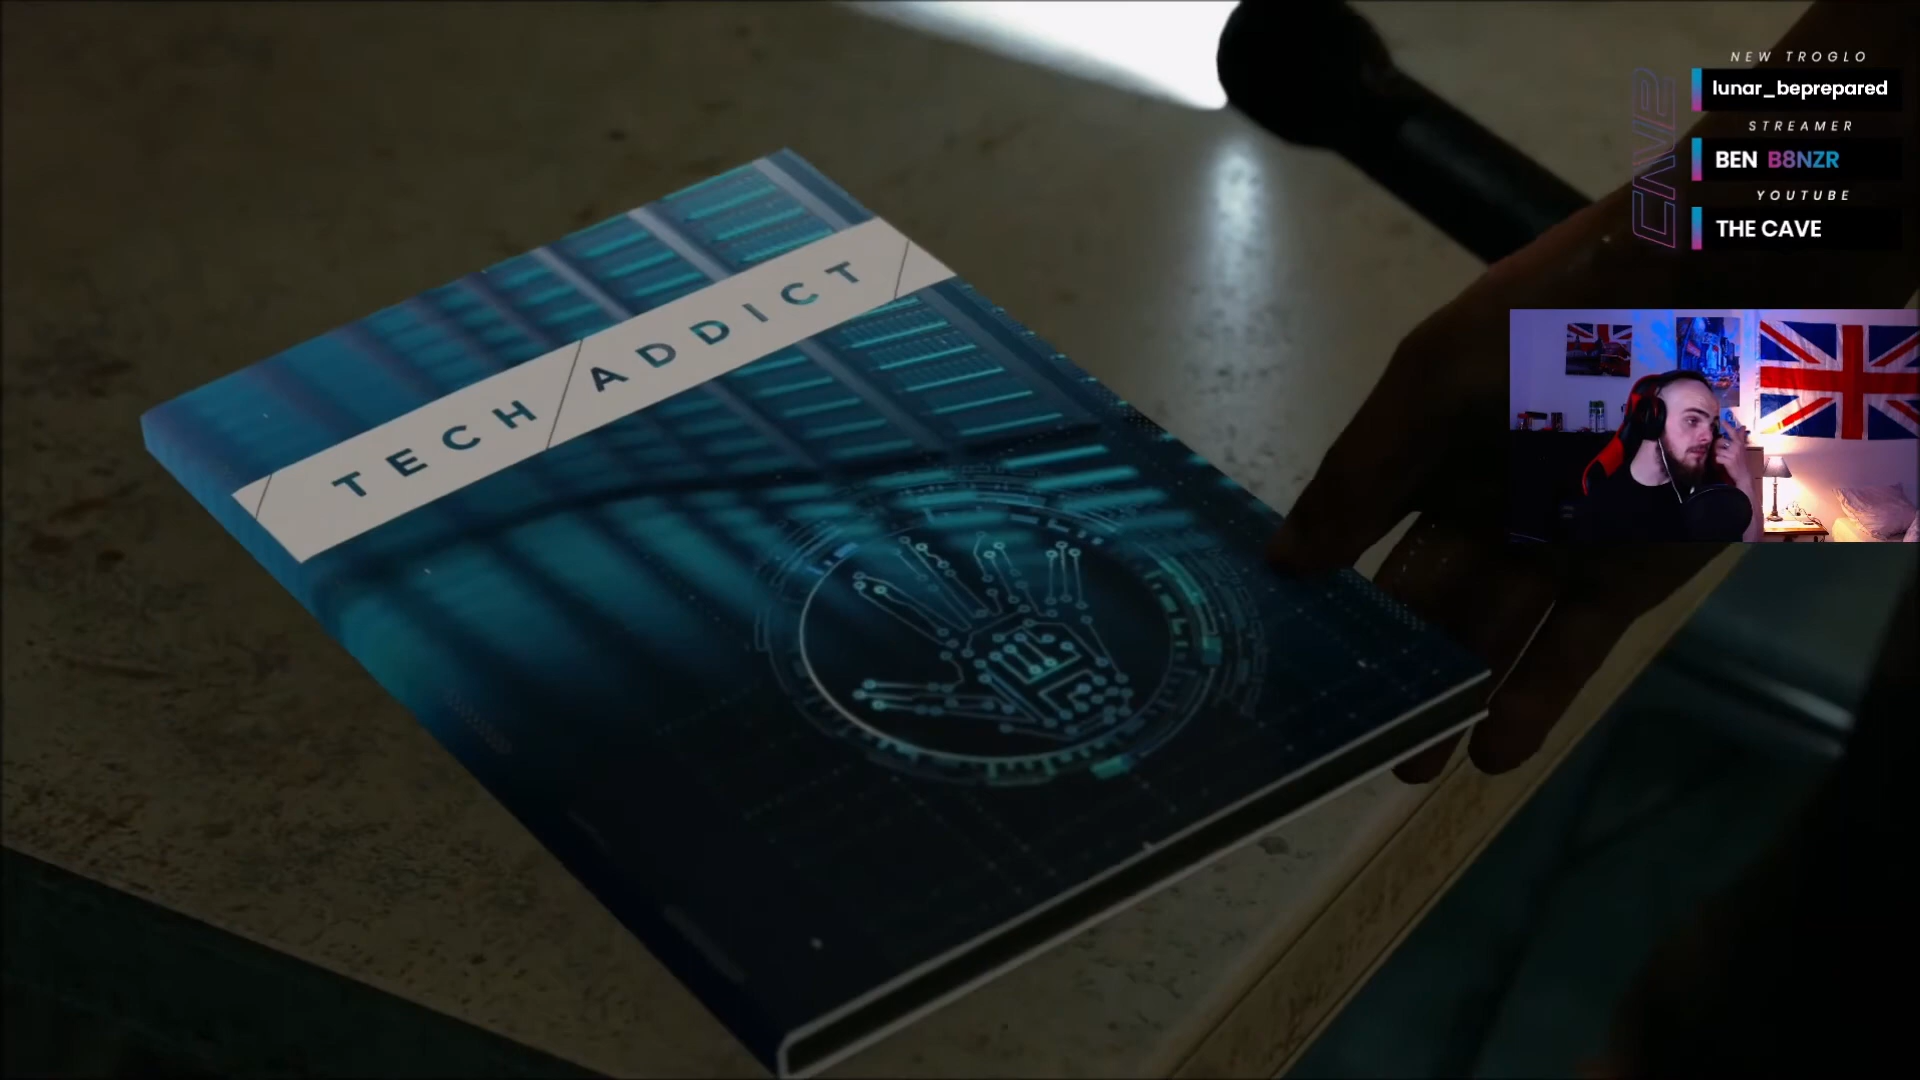 TECH ADDICT
CAVE
NEW TROGLO
lunar_beprepared
STREAMER
BEN B8NZR
YOUTUBE
THE CAVE